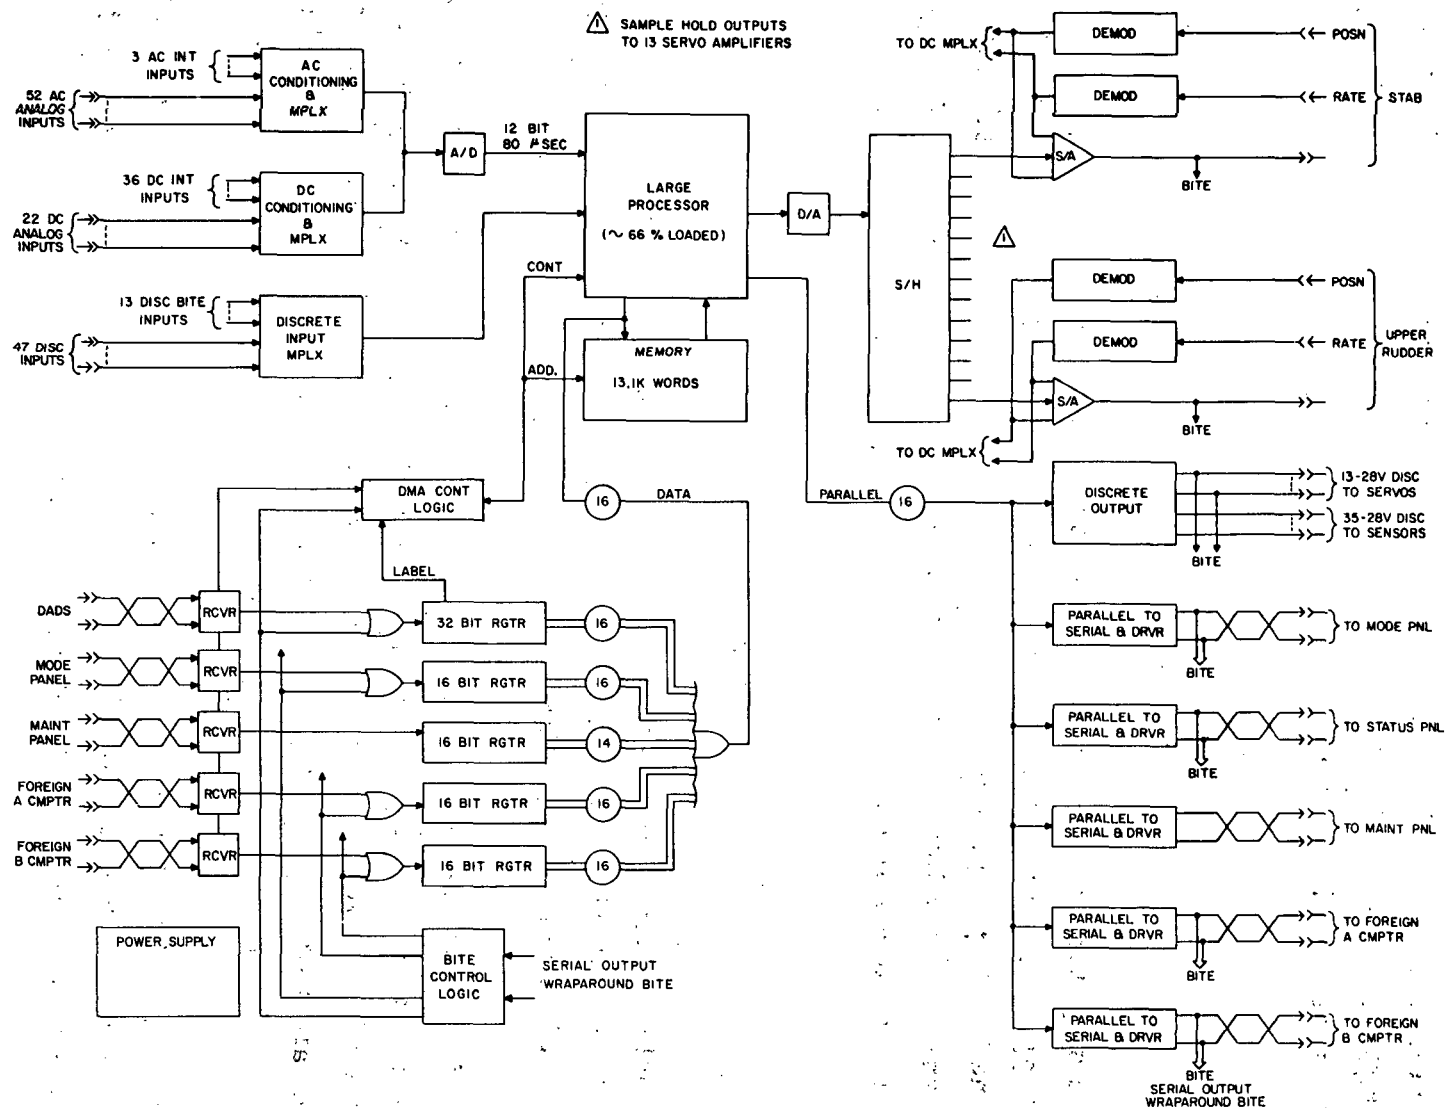 1 SAMPLE HOLD OUTPUTS
TO 13 SERVO AMPLIFIERS
3 AC INT
INPUTS
52 AC
ANALOG
INPUTS
AC
CONDITIONING
&
MPLX
36 DC INT
INPUTS
22 DC
ANALOG
INPUTS
DC
CONDITIONING
&
MPLX
13 DISC BITE
INPUTS
47 DISC
INPUTS
DISCRETE
INPUT
MPLX
A/D
12 BIT
80 μSEC
LARGE
PROCESSOR
(~ 66 % LOADED)
CONT
ADD.
MEMORY
13.1K WORDS
D/A
S/H
1
TO DC MPLX
DEMOD
POSN
DEMOD
RATE
STAB
S/A
BITE
DEMOD
POSN
DEMOD
RATE
UPPER
RUDDER
S/A
BITE
TO DC MPLX
DMA CONT
LOGIC
16
DATA
PARALLEL
16
DISCRETE
OUTPUT
13-28V DISC
TO SERVOS
35-28V DISC
TO SENSORS
BITE
LABEL
DADS
RCVR
32 BIT RGTR
16
MODE
PANEL
RCVR
16 BIT RGTR
16
MAINT
PANEL
RCVR
16 BIT RGTR
14
FOREIGN
A CMPTR
RCVR
16 BIT RGTR
16
FOREIGN
B CMPTR
RCVR
16 BIT RGTR
16
PARALLEL TO
SERIAL & DRVR
BITE
TO MODE PNL
PARALLEL TO
SERIAL & DRVR
BITE
TO STATUS PNL
PARALLEL TO
SERIAL & DRVR
TO MAINT PNL
PARALLEL TO
SERIAL & DRVR
BITE
TO FOREIGN
A CMPTR
PARALLEL TO
SERIAL & DRVR
TO FOREIGN
B CMPTR
BITE
SERIAL OUTPUT
WRAPAROUND BITE
POWER SUPPLY
BITE
CONTROL
LOGIC
SERIAL OUTPUT
WRAPAROUND BITE